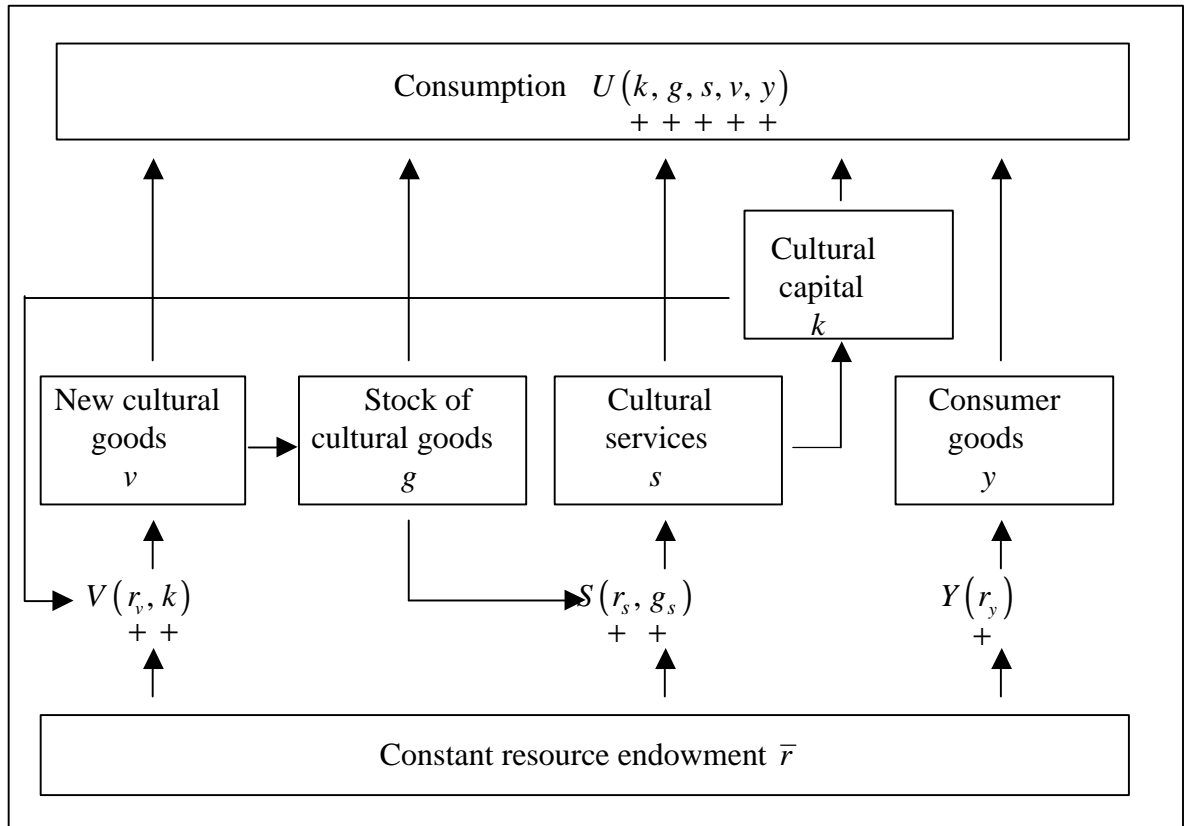 Consumption U(k, g, s, v, y)
+ + + + +
Cultural
capital
k
New cultural
goods
v
Stock of
cultural goods
g
Cultural
services
s
Consumer
goods
y
V(r_v, k)
+ +
S(r_s, g_s)
+ +
Y(r_y)
+
Constant resource endowment r̄